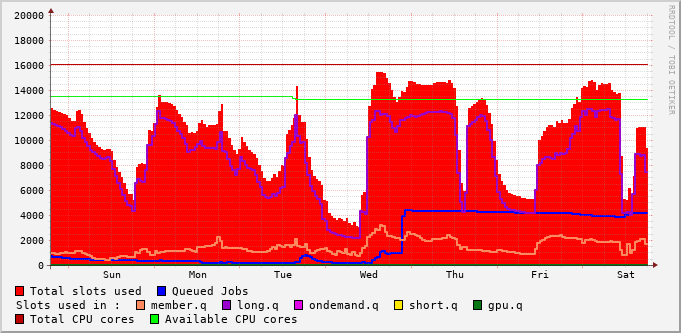 20000
18000
16000
14000
12000
10000
8000
6000
4000
2000
0
Sun Mon Tue Wed Thu Fri Sat
RRDTOOL / TOBI OETIKER
Total slots used Queued Jobs
Slots used in : member.q long.q ondemand.q short.q gpu.q
Total CPU cores Available CPU cores